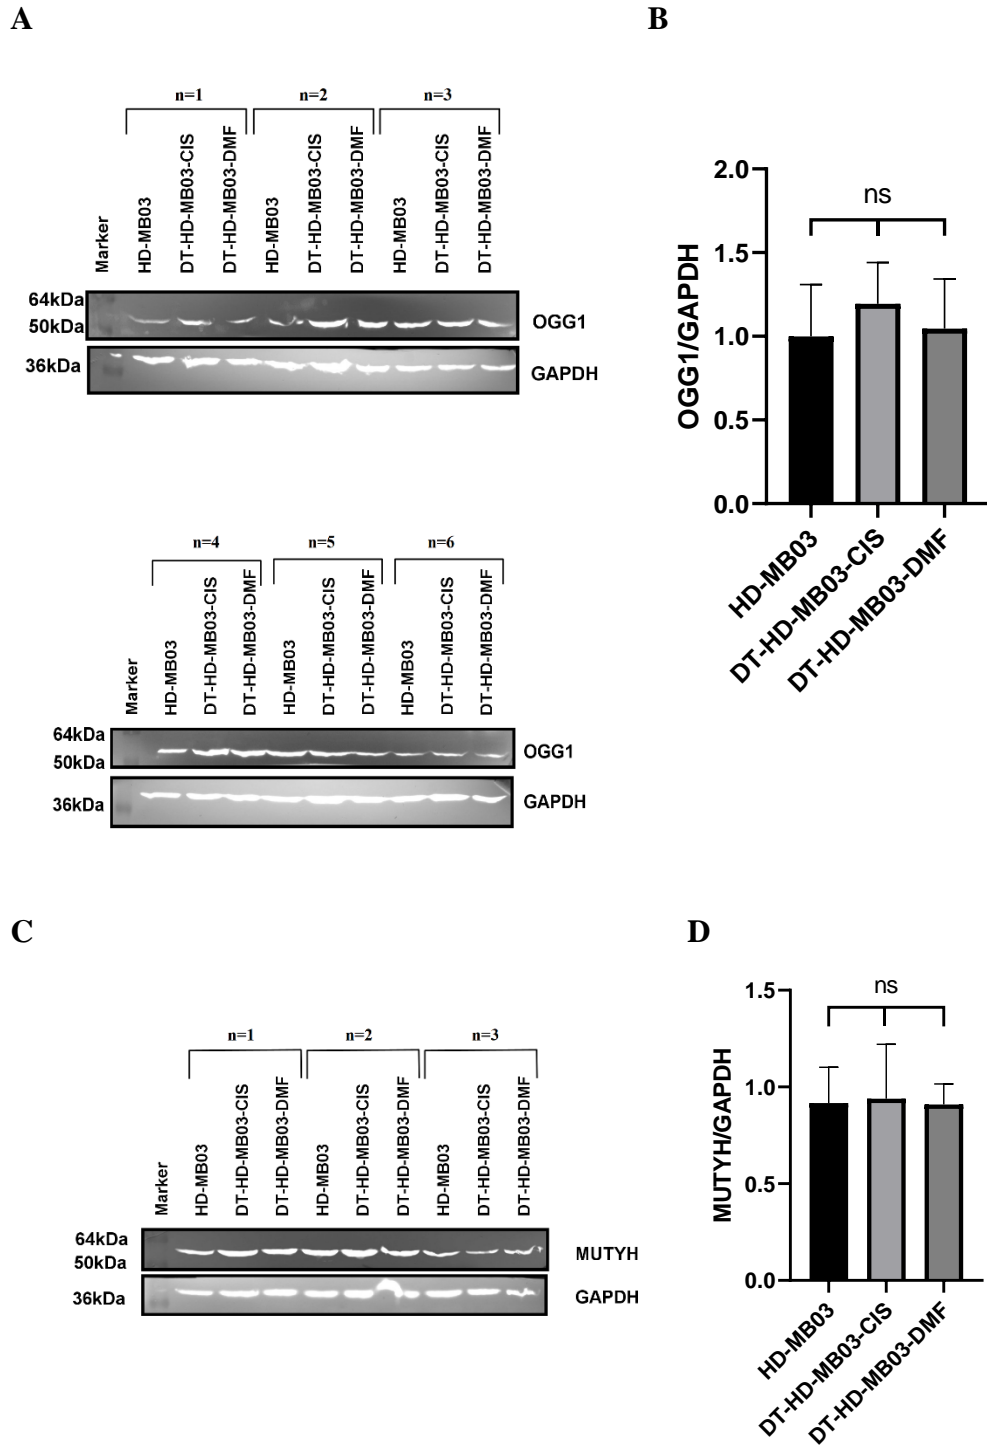 A
n=1 n=2 n=3
Marker
HD-MB03
DT-HD-MB03-CIS
DT-HD-MB03-DMF
HD-MB03
DT-HD-MB03-CIS
DT-HD-MB03-DMF
HD-MB03
DT-HD-MB03-CIS
DT-HD-MB03-DMF
64kDa
50kDa
OGG1
36kDa
GAPDH
n=4 n=5 n=6
Marker
HD-MB03
DT-HD-MB03-CIS
DT-HD-MB03-DMF
HD-MB03
DT-HD-MB03-CIS
DT-HD-MB03-DMF
HD-MB03
DT-HD-MB03-CIS
DT-HD-MB03-DMF
64kDa
50kDa
OGG1
36kDa
GAPDH
B
OGG1/GAPDH
2.0
1.5
1.0
0.5
0.0
ns
HD-MB03
DT-HD-MB03-CIS
DT-HD-MB03-DMF
C
n=1 n=2 n=3
Marker
HD-MB03
DT-HD-MB03-CIS
DT-HD-MB03-DMF
HD-MB03
DT-HD-MB03-CIS
DT-HD-MB03-DMF
HD-MB03
DT-HD-MB03-CIS
DT-HD-MB03-DMF
64kDa
50kDa
MUTYH
36kDa
GAPDH
D
MUTYH/GAPDH
1.5
1.0
0.5
0.0
ns
HD-MB03
DT-HD-MB03-CIS
DT-HD-MB03-DMF